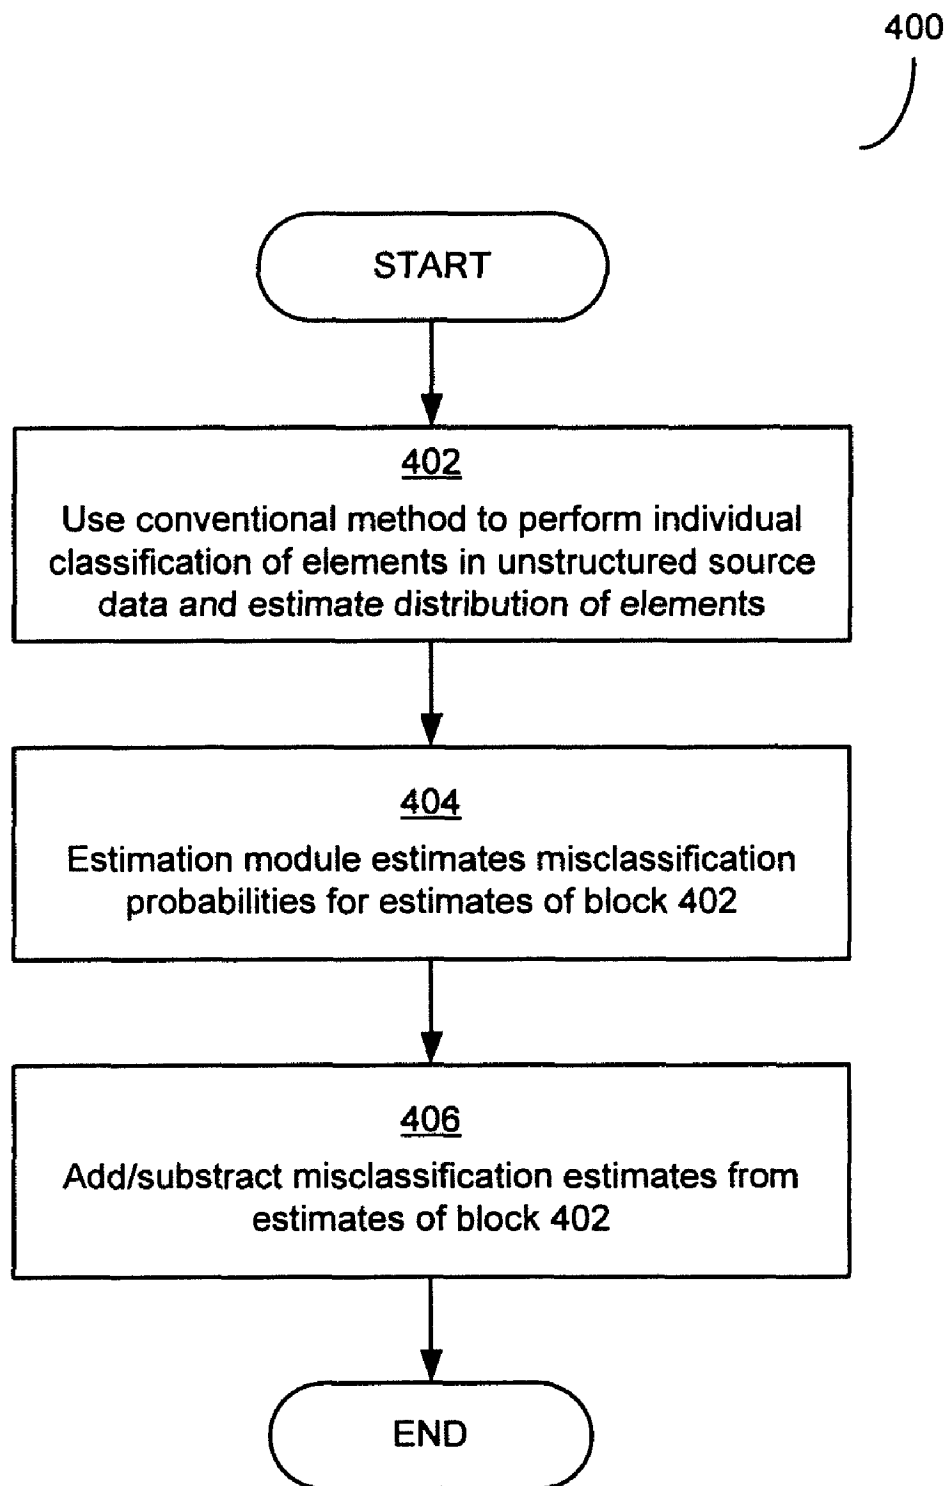 400
START
402
Use conventional method to perform individual
classification of elements in unstructured source
data and estimate distribution of elements
404
Estimation module estimates misclassification
probabilities for estimates of block 402
406
Add/substract misclassification estimates from
estimates of block 402
END